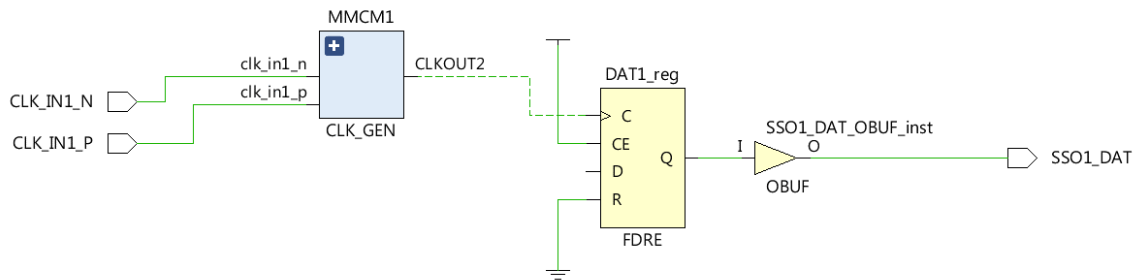 MMCM1
clk_in1_n
CLKOUT2
clk_in1_p
CLK_IN1_N
CLK_IN1_P
CLK_GEN
DAT1_reg
C
CE
D
Q
R
FDRE
SSO1_DAT_OBUF_inst
I
O
OBUF
SSO1_DAT